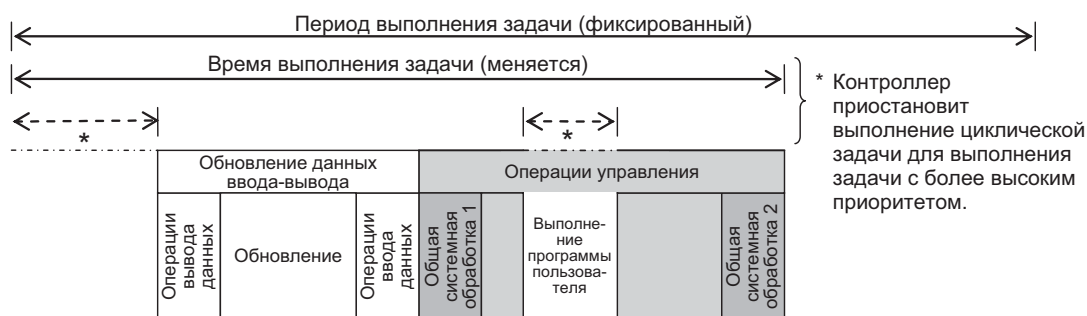 Период выполнения задачи (фиксированный)
Время выполнения задачи (меняется)
*
*
* Контроллер
приостановит
выполнение циклической
задачи для выполнения
задачи с более высоким
приоритетом.
Обновление данных
ввода-вывода
Операции управления
Операции
вывода
данных
Обновление
Операции
ввода
данных
Общая
системная
обработка 1
Выполне-
ние
программы
пользова-
теля
Общая
системная
обработка 2